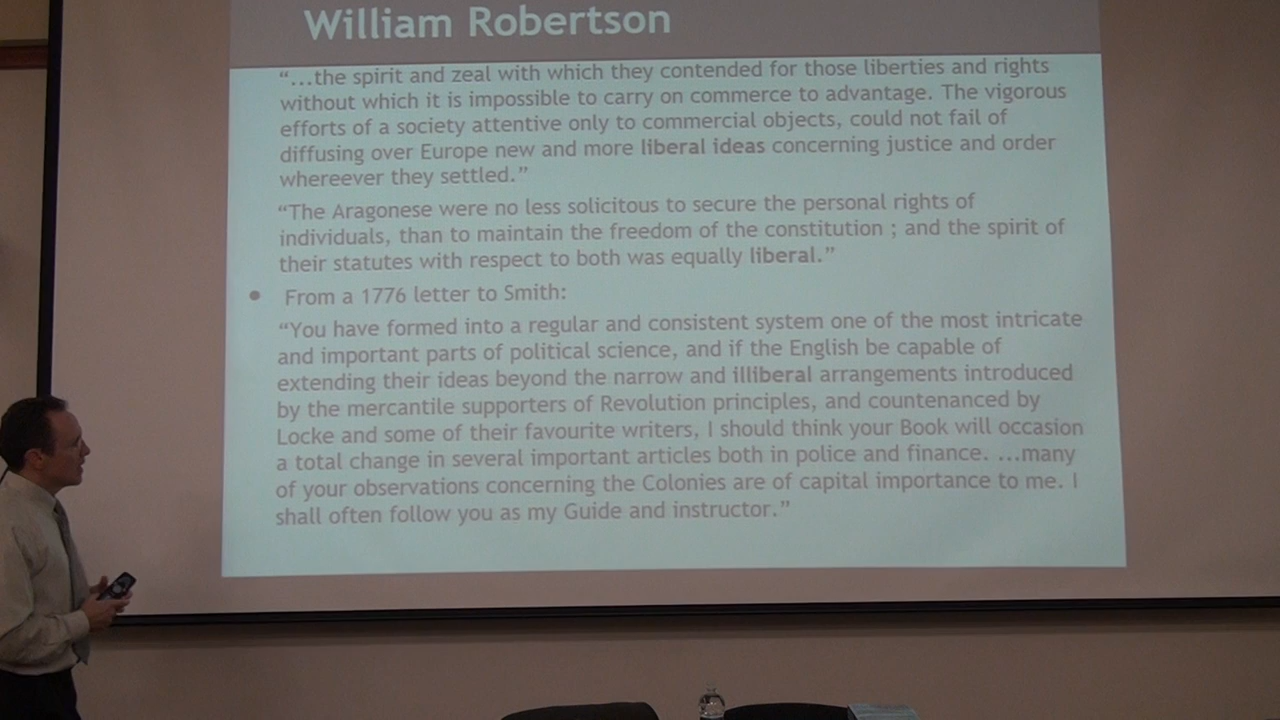 William Robertson
“...the spirit and zeal with which they contended for those liberties and rights
without which it is impossible to carry on commerce to advantage. The vigorous
efforts of a society attentive only to commercial objects, could not fail of
diffusing over Europe new and more liberal ideas concerning justice and order
whereever they settled.”
“The Aragonese were no less solicitous to secure the personal rights of
individuals, than to maintain the freedom of the constitution ; and the spirit of
their statutes with respect to both was equally liberal.”
• From a 1776 letter to Smith:
“You have formed into a regular and consistent system one of the most intricate
and important parts of political science, and if the English be capable of
extending their ideas beyond the narrow and illiberal arrangements introduced
by the mercantile supporters of Revolution principles, and countenanced by
Locke and some of their favourite writers, I should think your Book will occasion
a total change in several important articles both in police and finance. ...many
of your observations concerning the Colonies are of capital importance to me. I
shall often follow you as my Guide and instructor.”